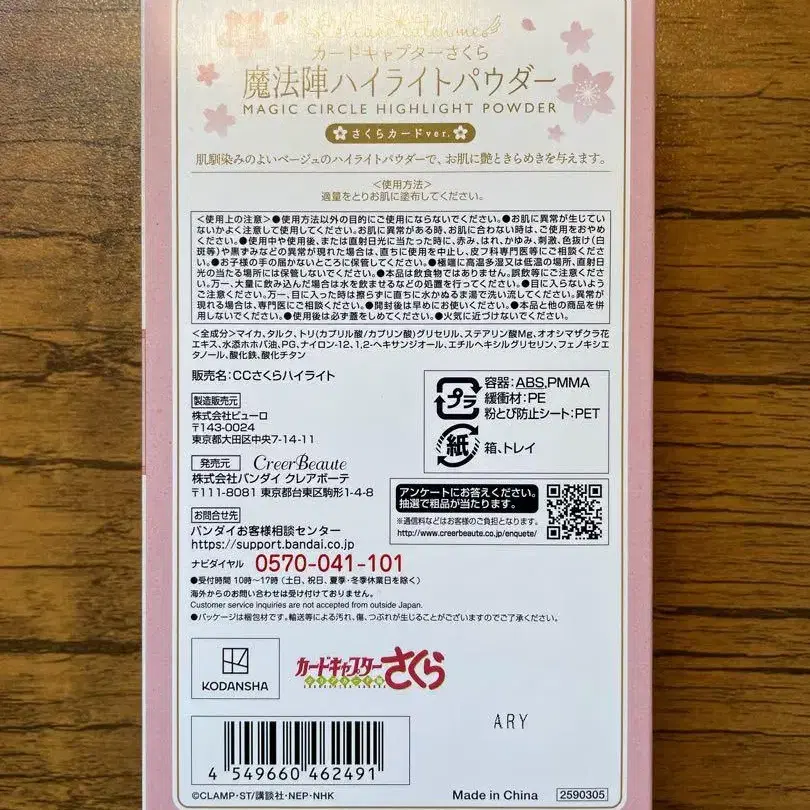 カードキャプターさくら
魔法陣ハイライトパウダー
MAGIC CIRCLE HIGHLIGHT POWDER
さくらカードver.
肌馴染みのよいベージュのハイライトパウダーで、お肌に艶ときらめきを与えます。
<使用方法>
適量をとりお肌に塗布してください。
<使用上の注意>●使用方法以外の目的にご使用にならないでください。●お肌に異常が生じてい
ないかよく注意して使用してください。お肌に異常がある時、お肌に合わない時は、ご使用をおやめ
ください。●使用中や使用後、または直射日光に当たった時に、赤み、はれ、かゆみ、刺激、色抜け(白
斑等)や黒ずみなどの異常が現れた場合は、直ちに使用を中止し、皮フ科専門医等にご相談くださ
い。●お子様の手の届かないところに保管してください。●極端に高温多湿又は低温の場所、直射日
光の当たる場所には保管しないでください。●本品は飲食物ではありません。誤飲等にご注意ください。
万一、大量に飲み込んだ場合は水を飲ませるなどの処置を行ってください。●目に入らないよう
ご注意ください。万一、目に入った時は擦らずに直ちに水かぬるま湯で洗い流してください。異常が
現れる場合は、専門医にご相談ください。●開封後は早めにお使いください。●本品と他の商品を併
用しないでください。●使用後は必ず蓋をしめてください。●火気に近づけないでください。
<全成分>マイカ、タルク、トリ(カプリル酸/カプリン酸)グリセリル、ステアリン酸Mg、オオシマザクラ花
エキス、水添ホホバ油、PG、ナイロン-12、1,2-ヘキサンジオール、エチルヘキシルグリセリン、フェノキシエ
タノール、酸化鉄、酸化チタン
販売名:CCさくらハイライト
製造販売元
株式会社ピューロ
〒143-0024
東京都大田区中央7-14-11
発売元 CreerBeaute
株式会社バンダイ クレアボーテ
〒111-8081 東京都台東区駒形1-4-8
お問合せ先
バンダイお客様相談センター
https://support.bandai.co.jp
ナビダイヤル 0570-041-101
●受付時間 10時~17時 (土日、祝日、夏季・冬季休業日を除く)
海外からのお問い合わせは受け付けておりません。
Customer service inquiries are not accepted from outside Japan.
●パッケージは梱包材です。輸送等による汚れ、傷、つぶれが生じることがございますのでご了承ください。
プラ
容器:ABS,PMMA
緩衝材:PE
粉とび防止シート:PET
紙
箱、トレイ
アンケートにお答えください。
抽選で粗品が当たります。
※通信料などはお客様のご負担となります。
http://www.creerbeaute.co.jp/enquete/
KODANSHA
カードキャプターさくら
クリアカード編
ARY
4 549660 462491
©CLAMP・ST/講談社・NEP・NHK
Made in China
2590305